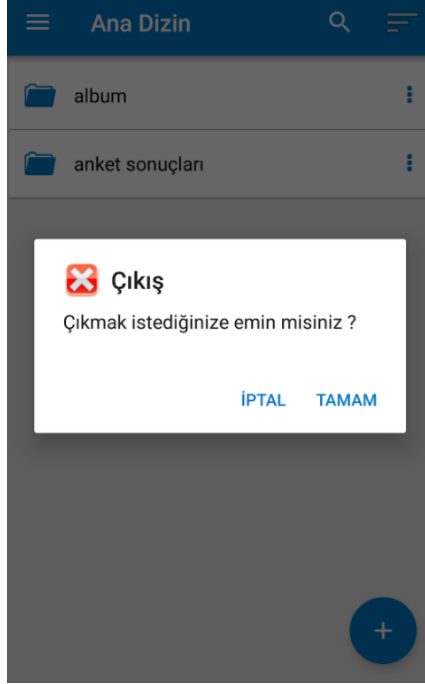 Ana Dizin
album
anket sonuçları
Çıkış
Çıkmak istediğinize emin misiniz ?
İPTAL TAMAM